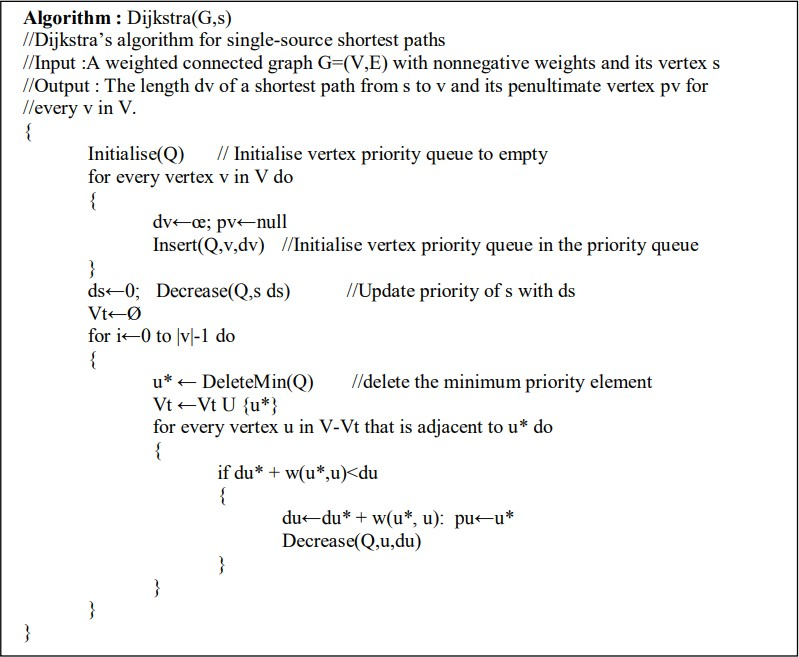 Algorithm : Dijkstra(G,s)
//Dijkstra’s algorithm for single-source shortest paths
//Input :A weighted connected graph G=(V,E) with nonnegative weights and its vertex s
//Output : The length dv of a shortest path from s to v and its penultimate vertex pv for
//every v in V.
{
Initialise(Q) // Initialise vertex priority queue to empty
for every vertex v in V do
{
dv←œ; pv←null
Insert(Q,v,dv) //Initialise vertex priority queue in the priority queue
}
ds←0; Decrease(Q,s ds) //Update priority of s with ds
Vt←Ø
for i←0 to |v|-1 do
{
u* ← DeleteMin(Q) //delete the minimum priority element
Vt ←Vt U {u*}
for every vertex u in V-Vt that is adjacent to u* do
{
if du* + w(u*,u)<du
{
du←du* + w(u*, u): pu←u*
Decrease(Q,u,du)
}
}
}
}